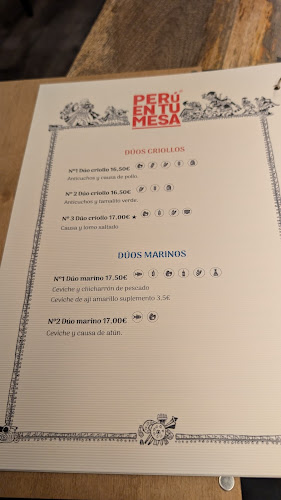 PERÚ
EN TU
MESA
DÚOS CRIOLLOS
Nº1 Dúo criollo 16,50€
Anticuchos y causa de pollo
Nº 2 Dúo criollo 16,50€
Anticuchos y tamalito verde
Nº 3 Dúo criollo 17,00€ ★
Causa y lomo saltado
DÚOS MARINOS
Nº1 Dúo marino 17,50€
Ceviche y chicharrón de pescado
Ceviche de ají amarillo suplemento 3,5€
Nº2 Dúo marino 17,00€
Ceviche y causa de atún.